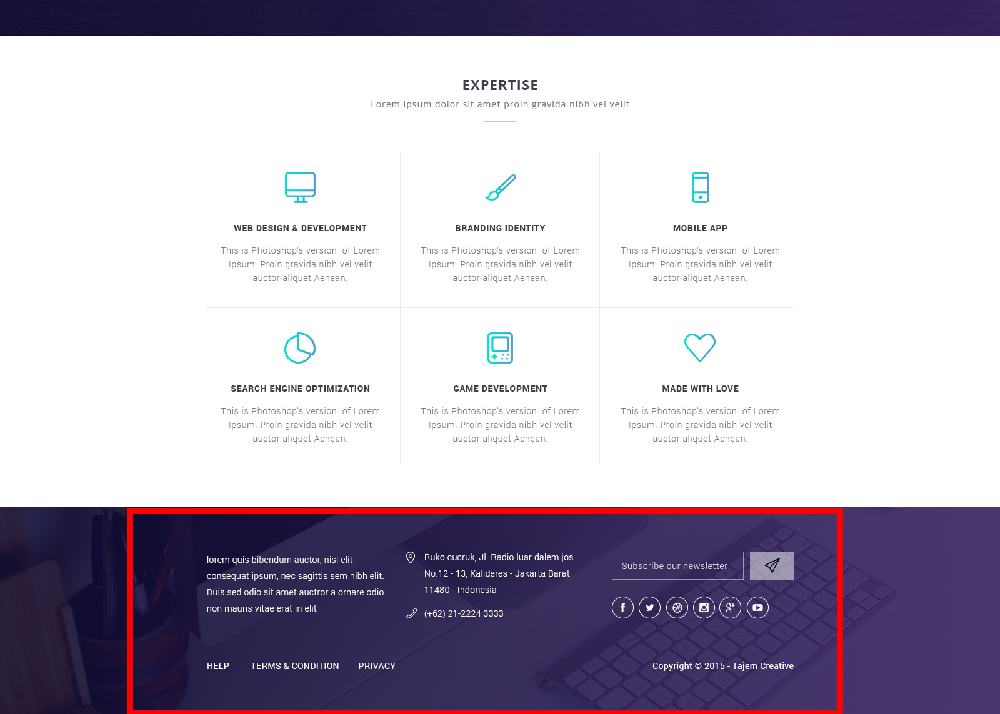 EXPERTISE
Lorem ipsum dolor sit amet proin gravida nibh vel velit
WEB DESIGN & DEVELOPMENT
This is Photoshop's version  of Lorem
Ipsum. Proin gravida nibh vel velit
auctor aliquet Aenean.
BRANDING IDENTITY
This is Photoshop's version  of Lorem
Ipsum. Proin gravida nibh vel velit
auctor aliquet Aenean.
MOBILE APP
This is Photoshop's version  of Lorem
Ipsum. Proin gravida nibh vel velit
auctor aliquet Aenean.
SEARCH ENGINE OPTIMIZATION
This is Photoshop's version  of Lorem
Ipsum. Proin gravida nibh vel velit
auctor aliquet Aenean.
GAME DEVELOPMENT
This is Photoshop's version  of Lorem
Ipsum. Proin gravida nibh vel velit
auctor aliquet Aenean.
MADE WITH LOVE
This is Photoshop's version  of Lorem
Ipsum. Proin gravida nibh vel velit
auctor aliquet Aenean.
lorem quis bibendum auctor, nisi elit
consequat ipsum, nec sagittis sem nibh elit.
Duis sed odio sit amet auctror a ornare odio
non mauris vitae erat in elit
Ruko cucruk, Jl. Radio luar dalem jos
No.12 - 13, Kalideres - Jakarta Barat
11480 - Indonesia
(+62) 21-2224 3333
Subscribe our newsletter
HELP
TERMS & CONDITION
PRIVACY
Copyright © 2015 - Tajem Creative